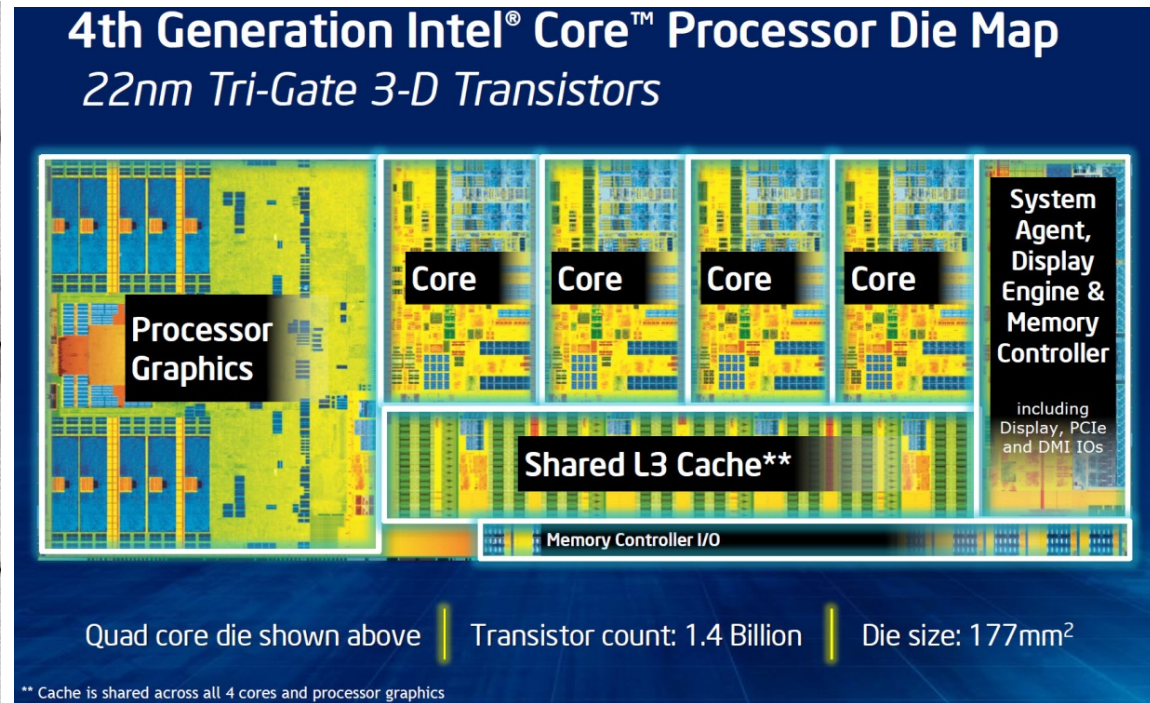 4th Generation Intel® Core™ Processor Die Map
22nm Tri-Gate 3-D Transistors
Processor
Graphics
Core
Core
Core
Core
System
Agent,
Display
Engine &
Memory
Controller
including
Display, PCIe
and DMI IOs
Shared L3 Cache**
Memory Controller I/O
Quad core die shown above
Transistor count: 1.4 Billion
Die size: 177mm²
** Cache is shared across all 4 cores and processor graphics